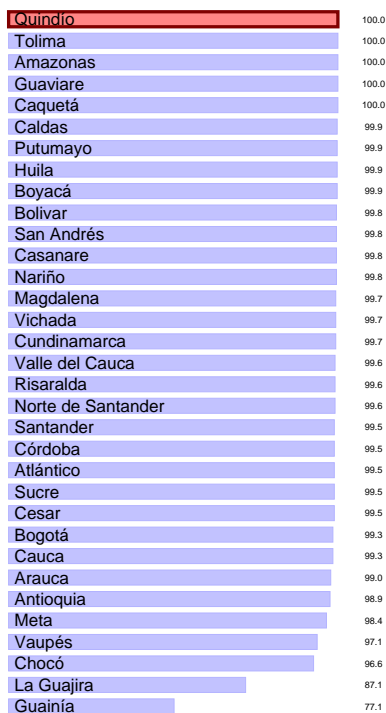 Quindío 100.0
Tolima 100.0
Amazonas 100.0
Guaviare 100.0
Caquetá 100.0
Caldas 99.9
Putumayo 99.9
Huila 99.9
Boyacá 99.9
Bolivar 99.8
San Andrés 99.8
Casanare 99.8
Nariño 99.8
Magdalena 99.7
Vichada 99.7
Cundinamarca 99.7
Valle del Cauca 99.6
Risaralda 99.6
Norte de Santander 99.6
Santander 99.5
Córdoba 99.5
Atlántico 99.5
Sucre 99.5
Cesar 99.5
Bogotá 99.3
Cauca 99.3
Arauca 99.0
Antioquia 98.9
Meta 98.4
Vaupés 97.1
Chocó 96.6
La Guajira 87.1
Guainía 77.1